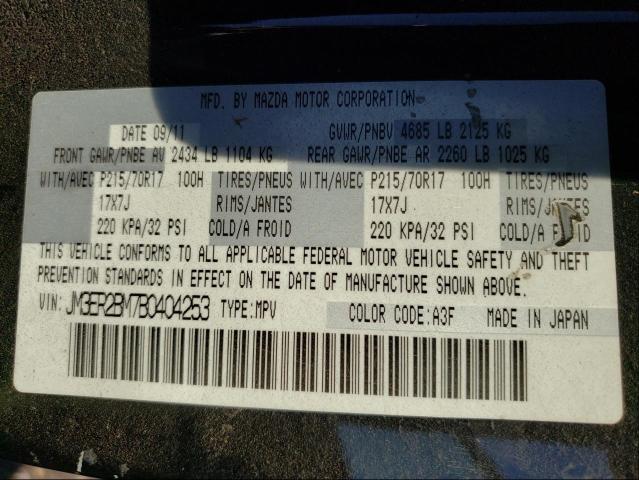 MFD. BY MAZDA MOTOR CORPORATION
DATE 09/11 GVWR/PNBV 4685 LB 2125 KG
FRONT GAWR/PNBE AV 2434 LB 1104 KG REAR GAWR/PNBE AR 2260 LB 1025 KG
WITH/AVEC P215/70R17 100H TIRES/PNEUS WITH/AVEC P215/70R17 100H TIRES/PNEUS
17X7J RIMS/JANTES 17X7J RIMS/JANTES
220 KPA/32 PSI COLD/A FROID 220 KPA/32 PSI COLD/A FROID
THIS VEHICLE CONFORMS TO ALL APPLICABLE FEDERAL MOTOR VEHICLE SAFETY AND THEFT
PREVENTION STANDARDS IN EFFECT ON THE DATE OF MANUFACTURE SHOWN ABOVE.
VIN: JM3ER2BM7B0404253 TYPE: MPV COLOR CODE: A3F MADE IN JAPAN